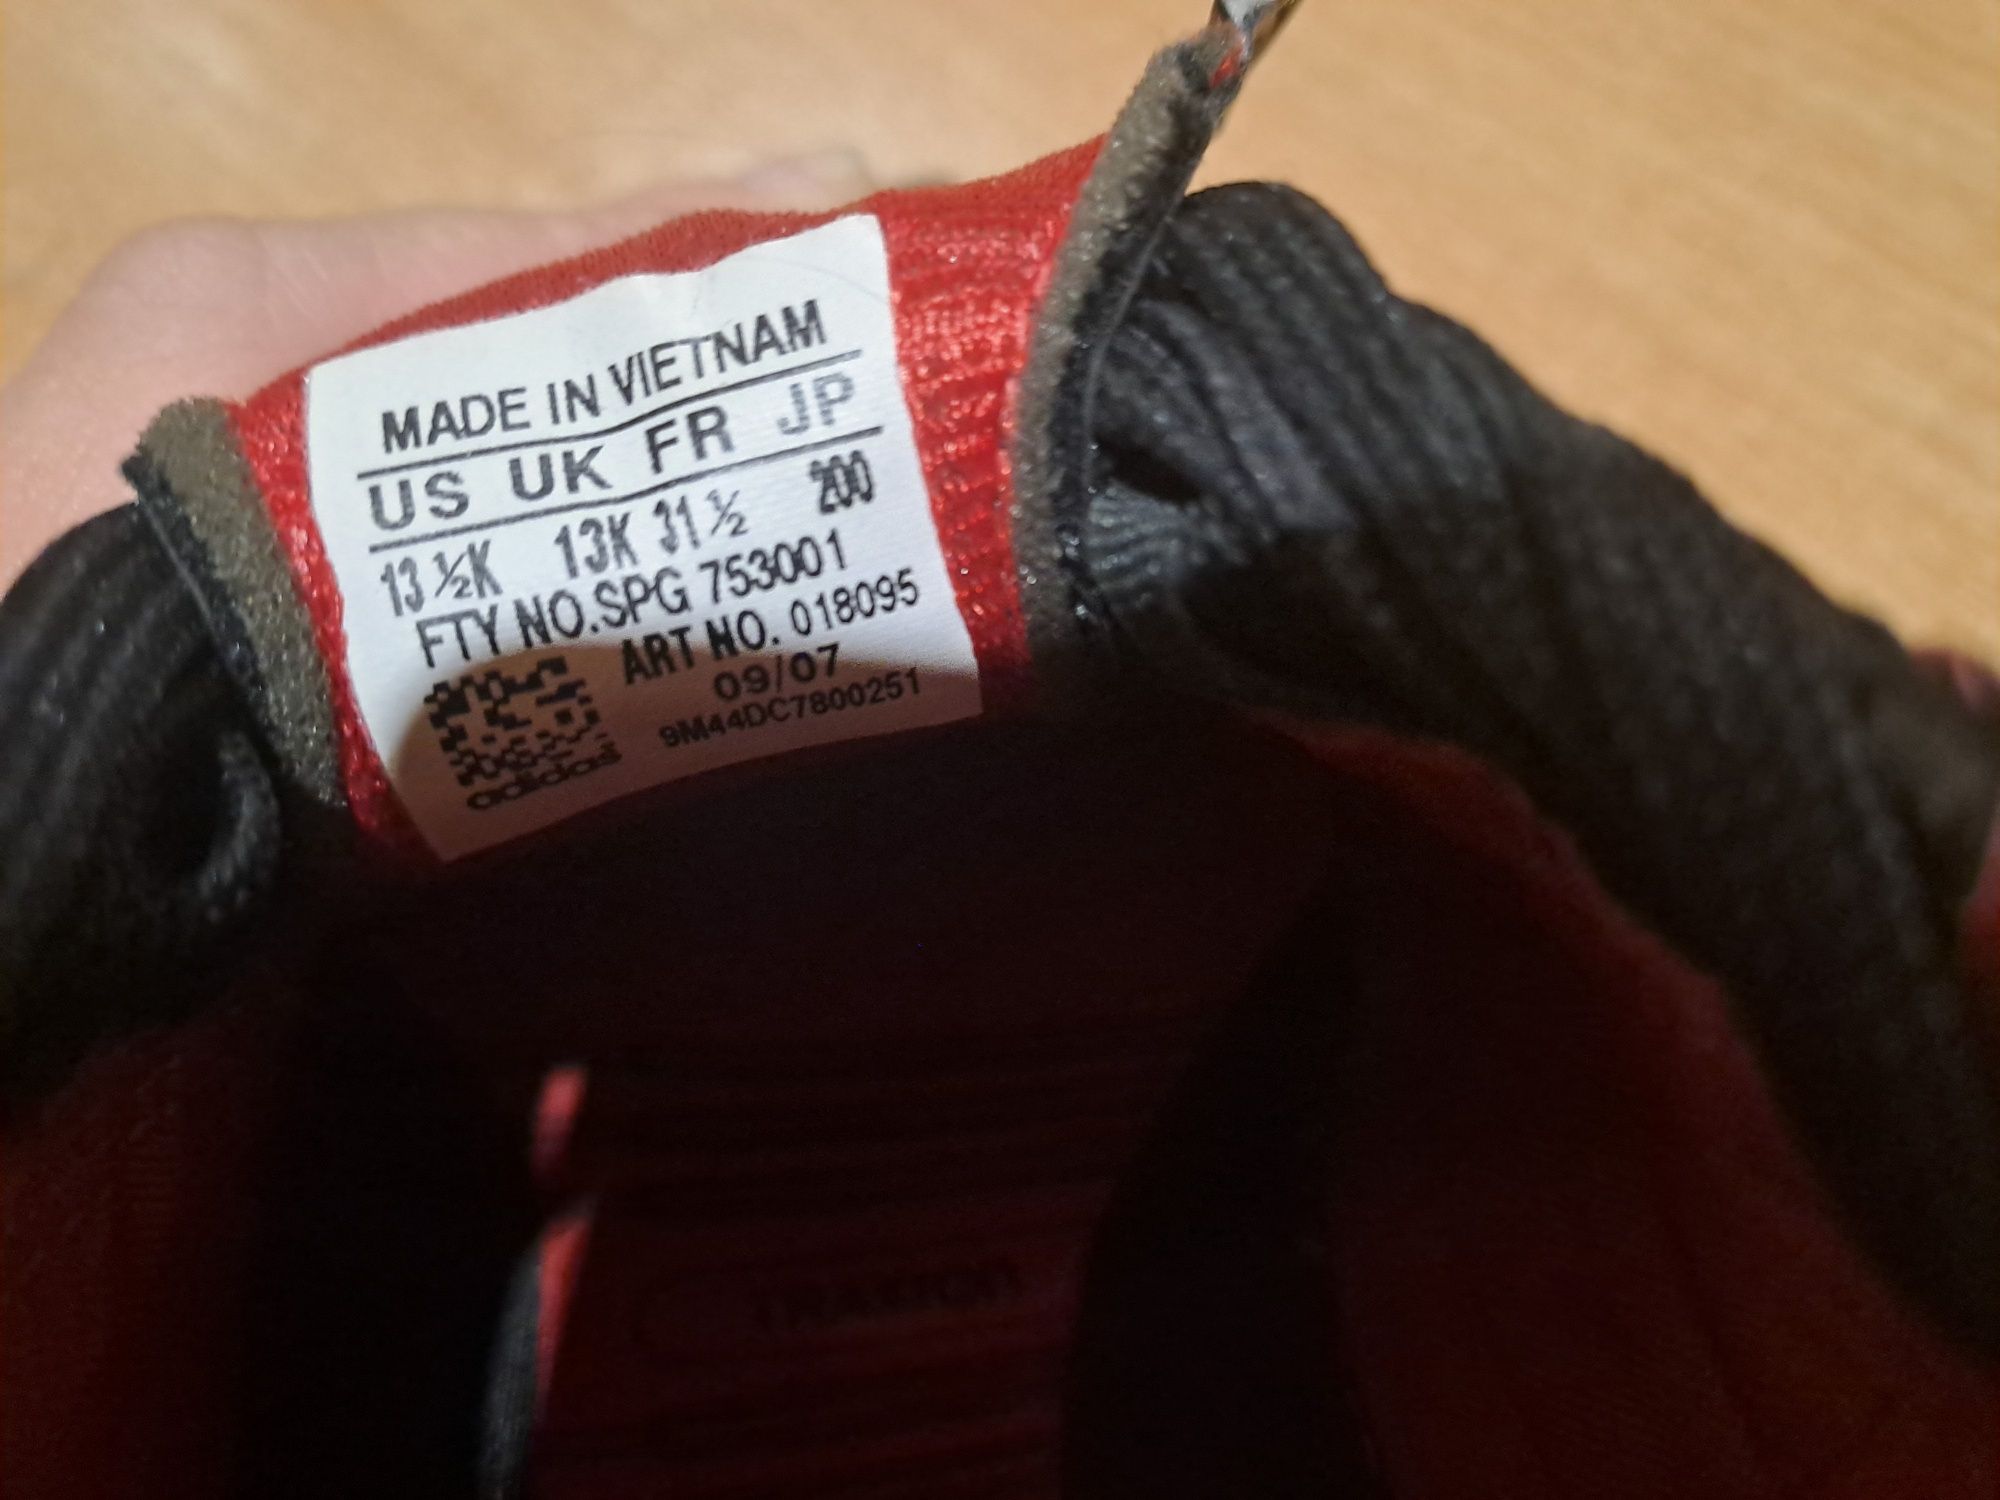 MADE IN VIETNAM
US UK FR JP
13 ½K 13K 31 ½ 200
FTY NO.SPG 753001
ART NO. 018095
09/07
9M44DC7800251
adidas